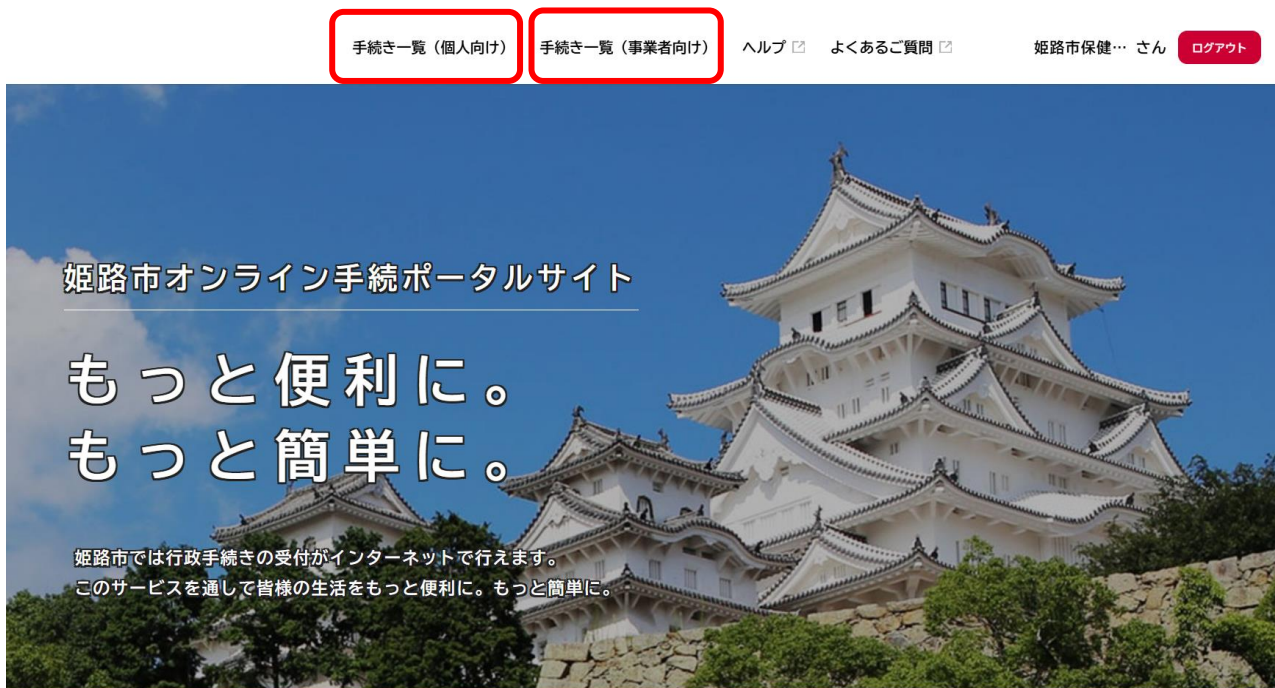 手続き一覧（個人向け）
手続き一覧（事業者向け）
ヘルプ
よくあるご質問
姫路市保健… さん
ログアウト
姫路市オンライン手続ポータルサイト
もっと便利に。
もっと簡単に。
姫路市では行政手続きの受付がインターネットで行えます。
このサービスを通して皆様の生活をもっと便利に。もっと簡単に。